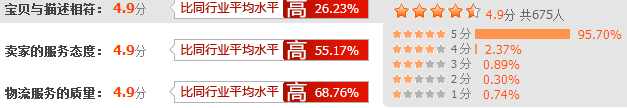 宝贝与描述相符: 4.9分 比同行业平均水平 高 26.23%
卖家的服务态度: 4.9分 比同行业平均水平 高 55.17%
物流服务的质量: 4.9分 比同行业平均水平 高 68.76%
4.9分 共675人
5分 95.70%
4分 2.37%
3分 0.89%
2分 0.30%
1分 0.74%